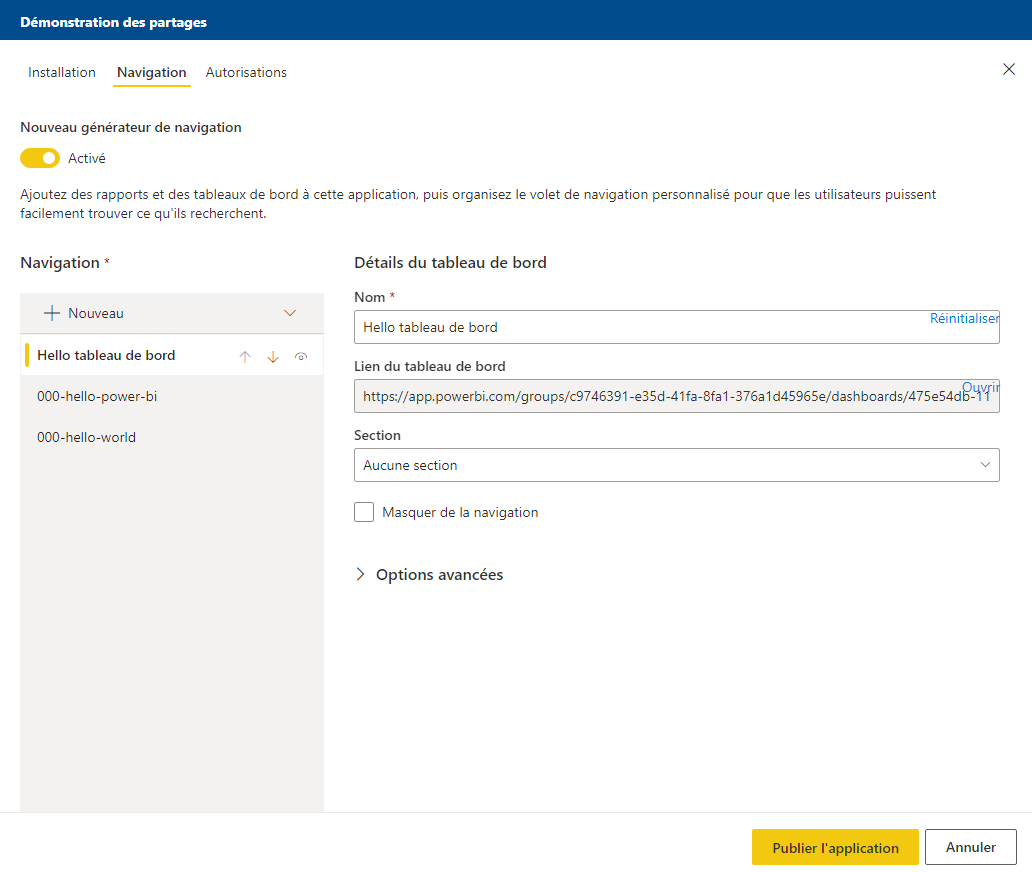 Démonstration des partages
Installation
Navigation
Autorisations
Nouveau générateur de navigation
Activé
Ajoutez des rapports et des tableaux de bord à cette application, puis organisez le volet de navigation personnalisé pour que les utilisateurs puissent
facilement trouver ce qu'ils recherchent.
Navigation *
Nouveau
Hello tableau de bord
000-hello-power-bi
000-hello-world
Détails du tableau de bord
Nom *
Réinitialiser
Hello tableau de bord
Lien du tableau de bord
Ouvrir
https://app.powerbi.com/groups/c9746391-e35d-41fa-8fa1-376a1d45965e/dashboards/475e54db-11
Section
Aucune section
Masquer de la navigation
Options avancées
Publier l'application
Annuler